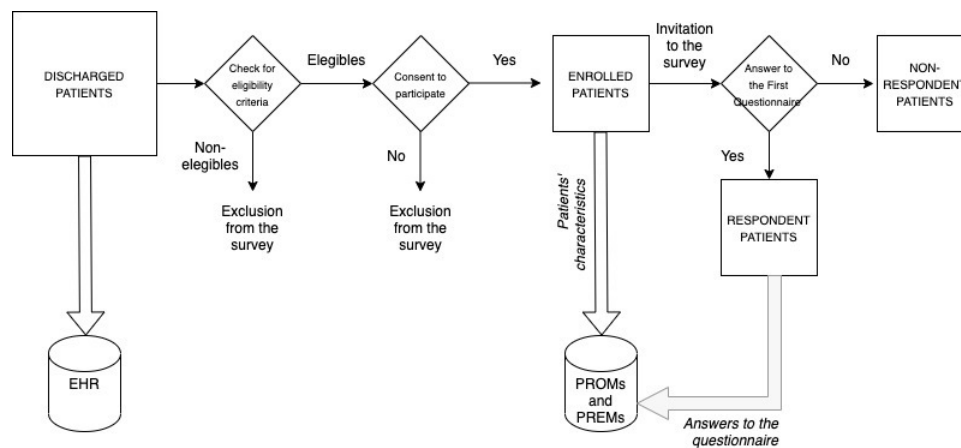 DISCHARGED
PATIENTS
Check for
eligibility
criteria
Elegibles
Non-
elegibles
Exclusion
from the
survey
Consent to
participate
Yes
No
Exclusion
from the
survey
ENROLLED
PATIENTS
Invitation
to the
survey
Answer to
the First
Questionnaire
No
NON-
RESPONDENT
PATIENTS
Yes
RESPONDENT
PATIENTS
Patients'
characteristics
EHR
PROMs
and
PREMs
Answers to the
questionnaire